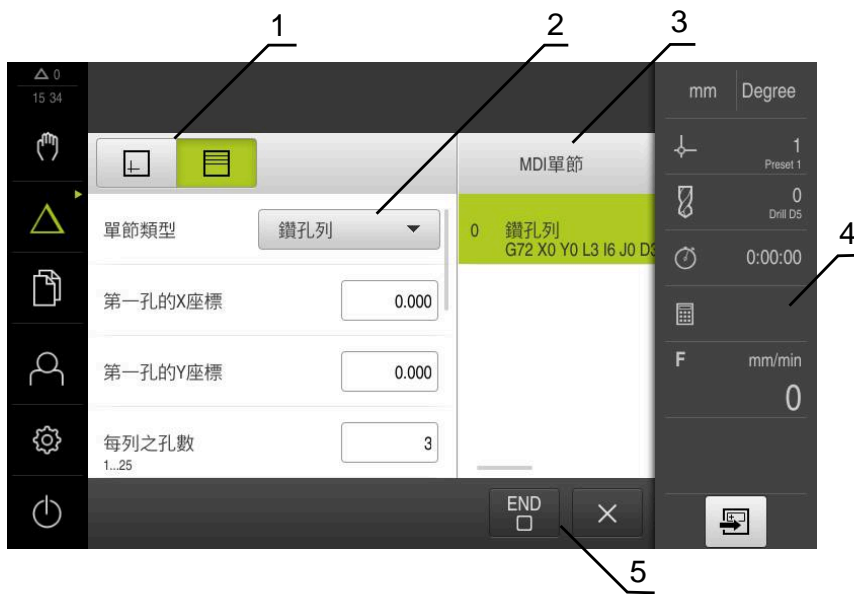 1
2
3
0
15 34
mm Degree
1
Preset 1
MDI單節
0
Drill D5
單節類型
鑽孔列
0 鑽孔列
G72 X0 Y0 L3 I6 J0 D3
4
0:00:00
第一孔的X座標
0.000
第一孔的Y座標
0.000
F mm/min
0
每列之孔數
3
1...25
END
5